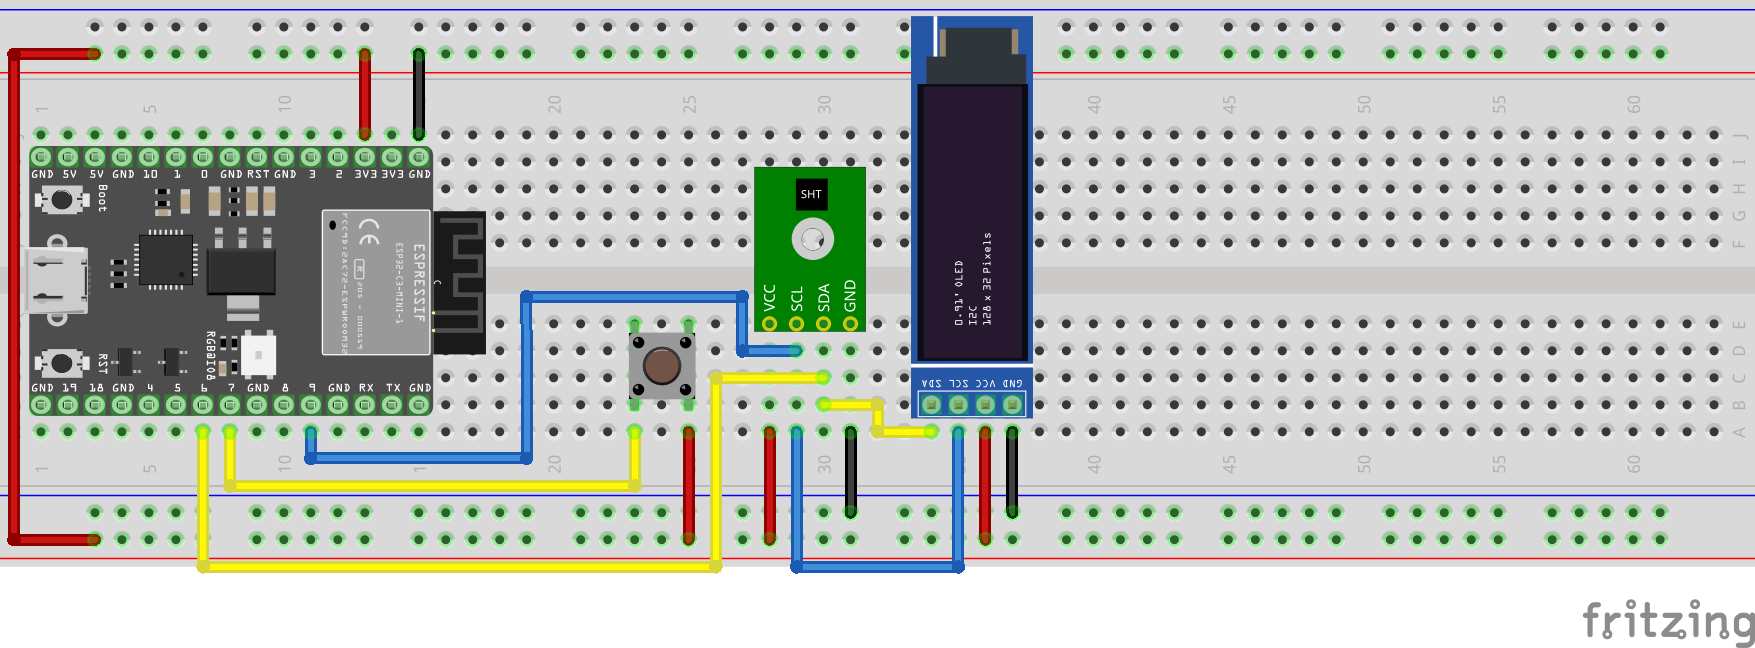 1 5 10 15 20 25 30 40 45 50 55 60
J
I
H
G
F
GND 5V 5V GND 10 1 0 GND RST GND 3 2 3V3 3V3 GND
Boot
ESPRESSIF
ESP32-C3-MINI-1
CE
R
C
RST
RGB@IO8
GND 19 18 GND 4 5 6 7 GND 8 9 GND RX TX GND
SHT
VCC
SCL
SDA
GND
0.91' OLED
I2C
128 x 32 Pixels
SDA SCL VCC GND
E
D
C
B
A
1 5 10 1 20 30 40 45 50 55 60
fritzing